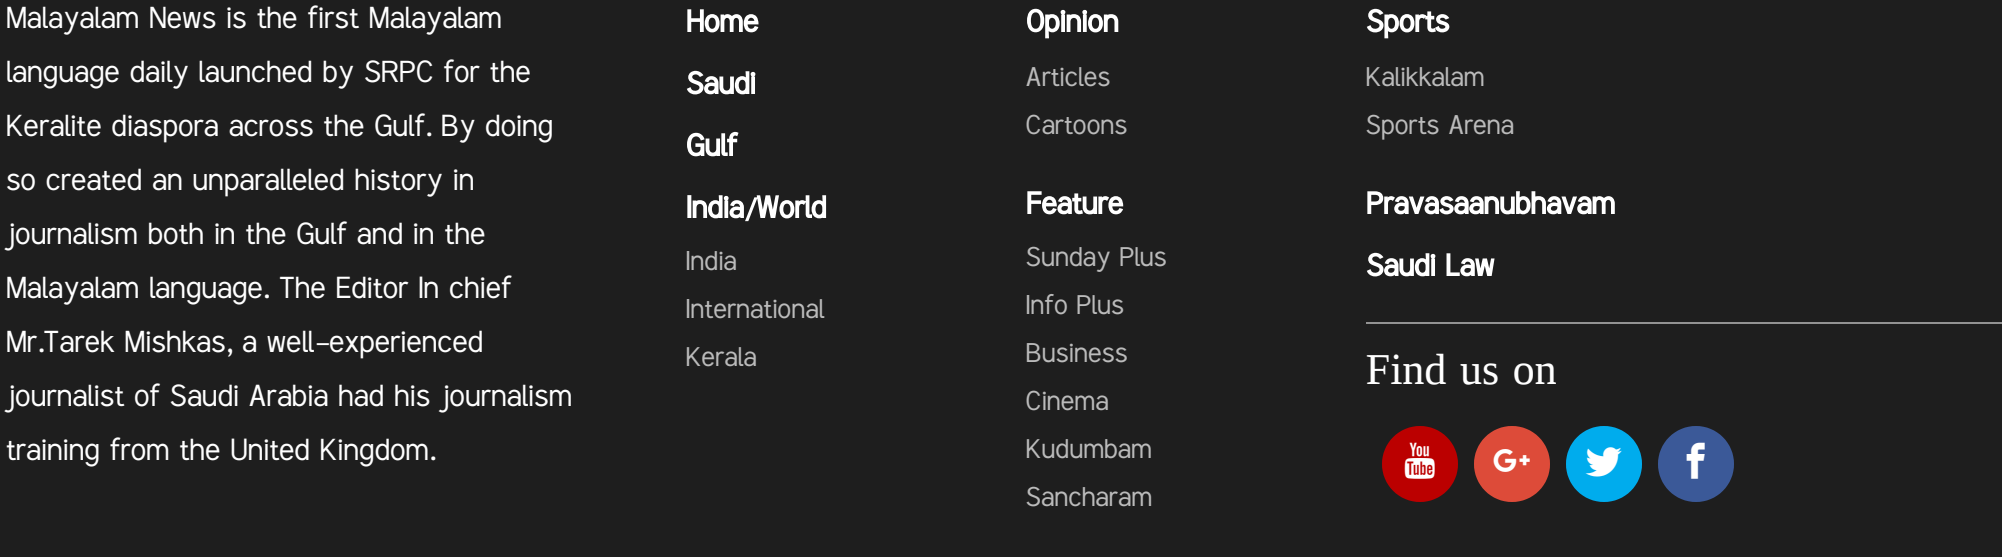 Malayalam News is the first Malayalam
language daily launched by SRPC for the
Keralite diaspora across the Gulf. By doing
so created an unparalleled history in
journalism both in the Gulf and in the
Malayalam language. The Editor In chief
Mr.Tarek Mishkas, a well-experienced
journalist of Saudi Arabia had his journalism
training from the United Kingdom.
Home
Saudi
Gulf
India/World
India
International
Kerala
Opinion
Articles
Cartoons
Feature
Sunday Plus
Info Plus
Business
Cinema
Kudumbam
Sancharam
Sports
Kalikkalam
Sports Arena
Pravasaanubhavam
Saudi Law
Find us on
You
Tube
G+
f